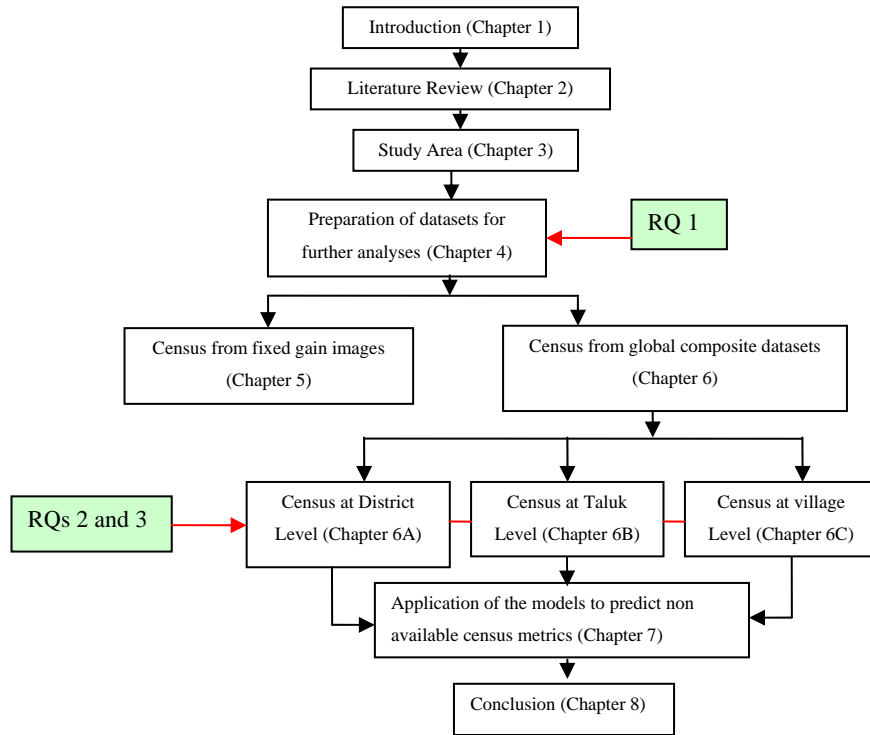 Introduction (Chapter 1)
Literature Review (Chapter 2)
Study Area (Chapter 3)
Preparation of datasets for
further analyses (Chapter 4)
RQ 1
Census from fixed gain images
(Chapter 5)
Census from global composite datasets
(Chapter 6)
RQs 2 and 3
Census at District
Level (Chapter 6A)
Census at Taluk
Level (Chapter 6B)
Census at village
Level (Chapter 6C)
Application of the models to predict non
available census metrics (Chapter 7)
Conclusion (Chapter 8)